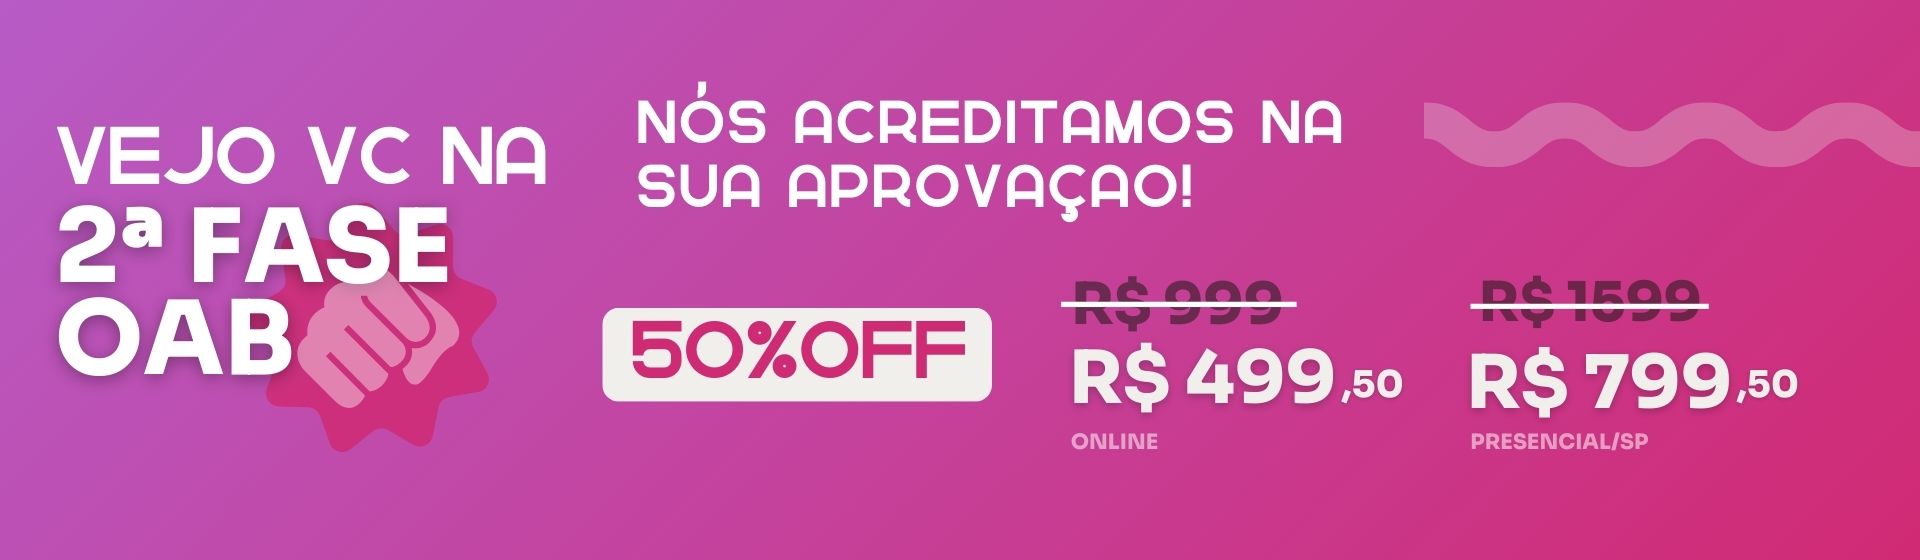 VEJO VC NA
2ª FASE
OAB
NÓS ACREDITAMOS NA
SUA APROVAÇAO!
50%OFF
R$ 999
R$ 499,50
ONLINE
R$ 1599
R$ 799,50
PRESENCIAL/SP